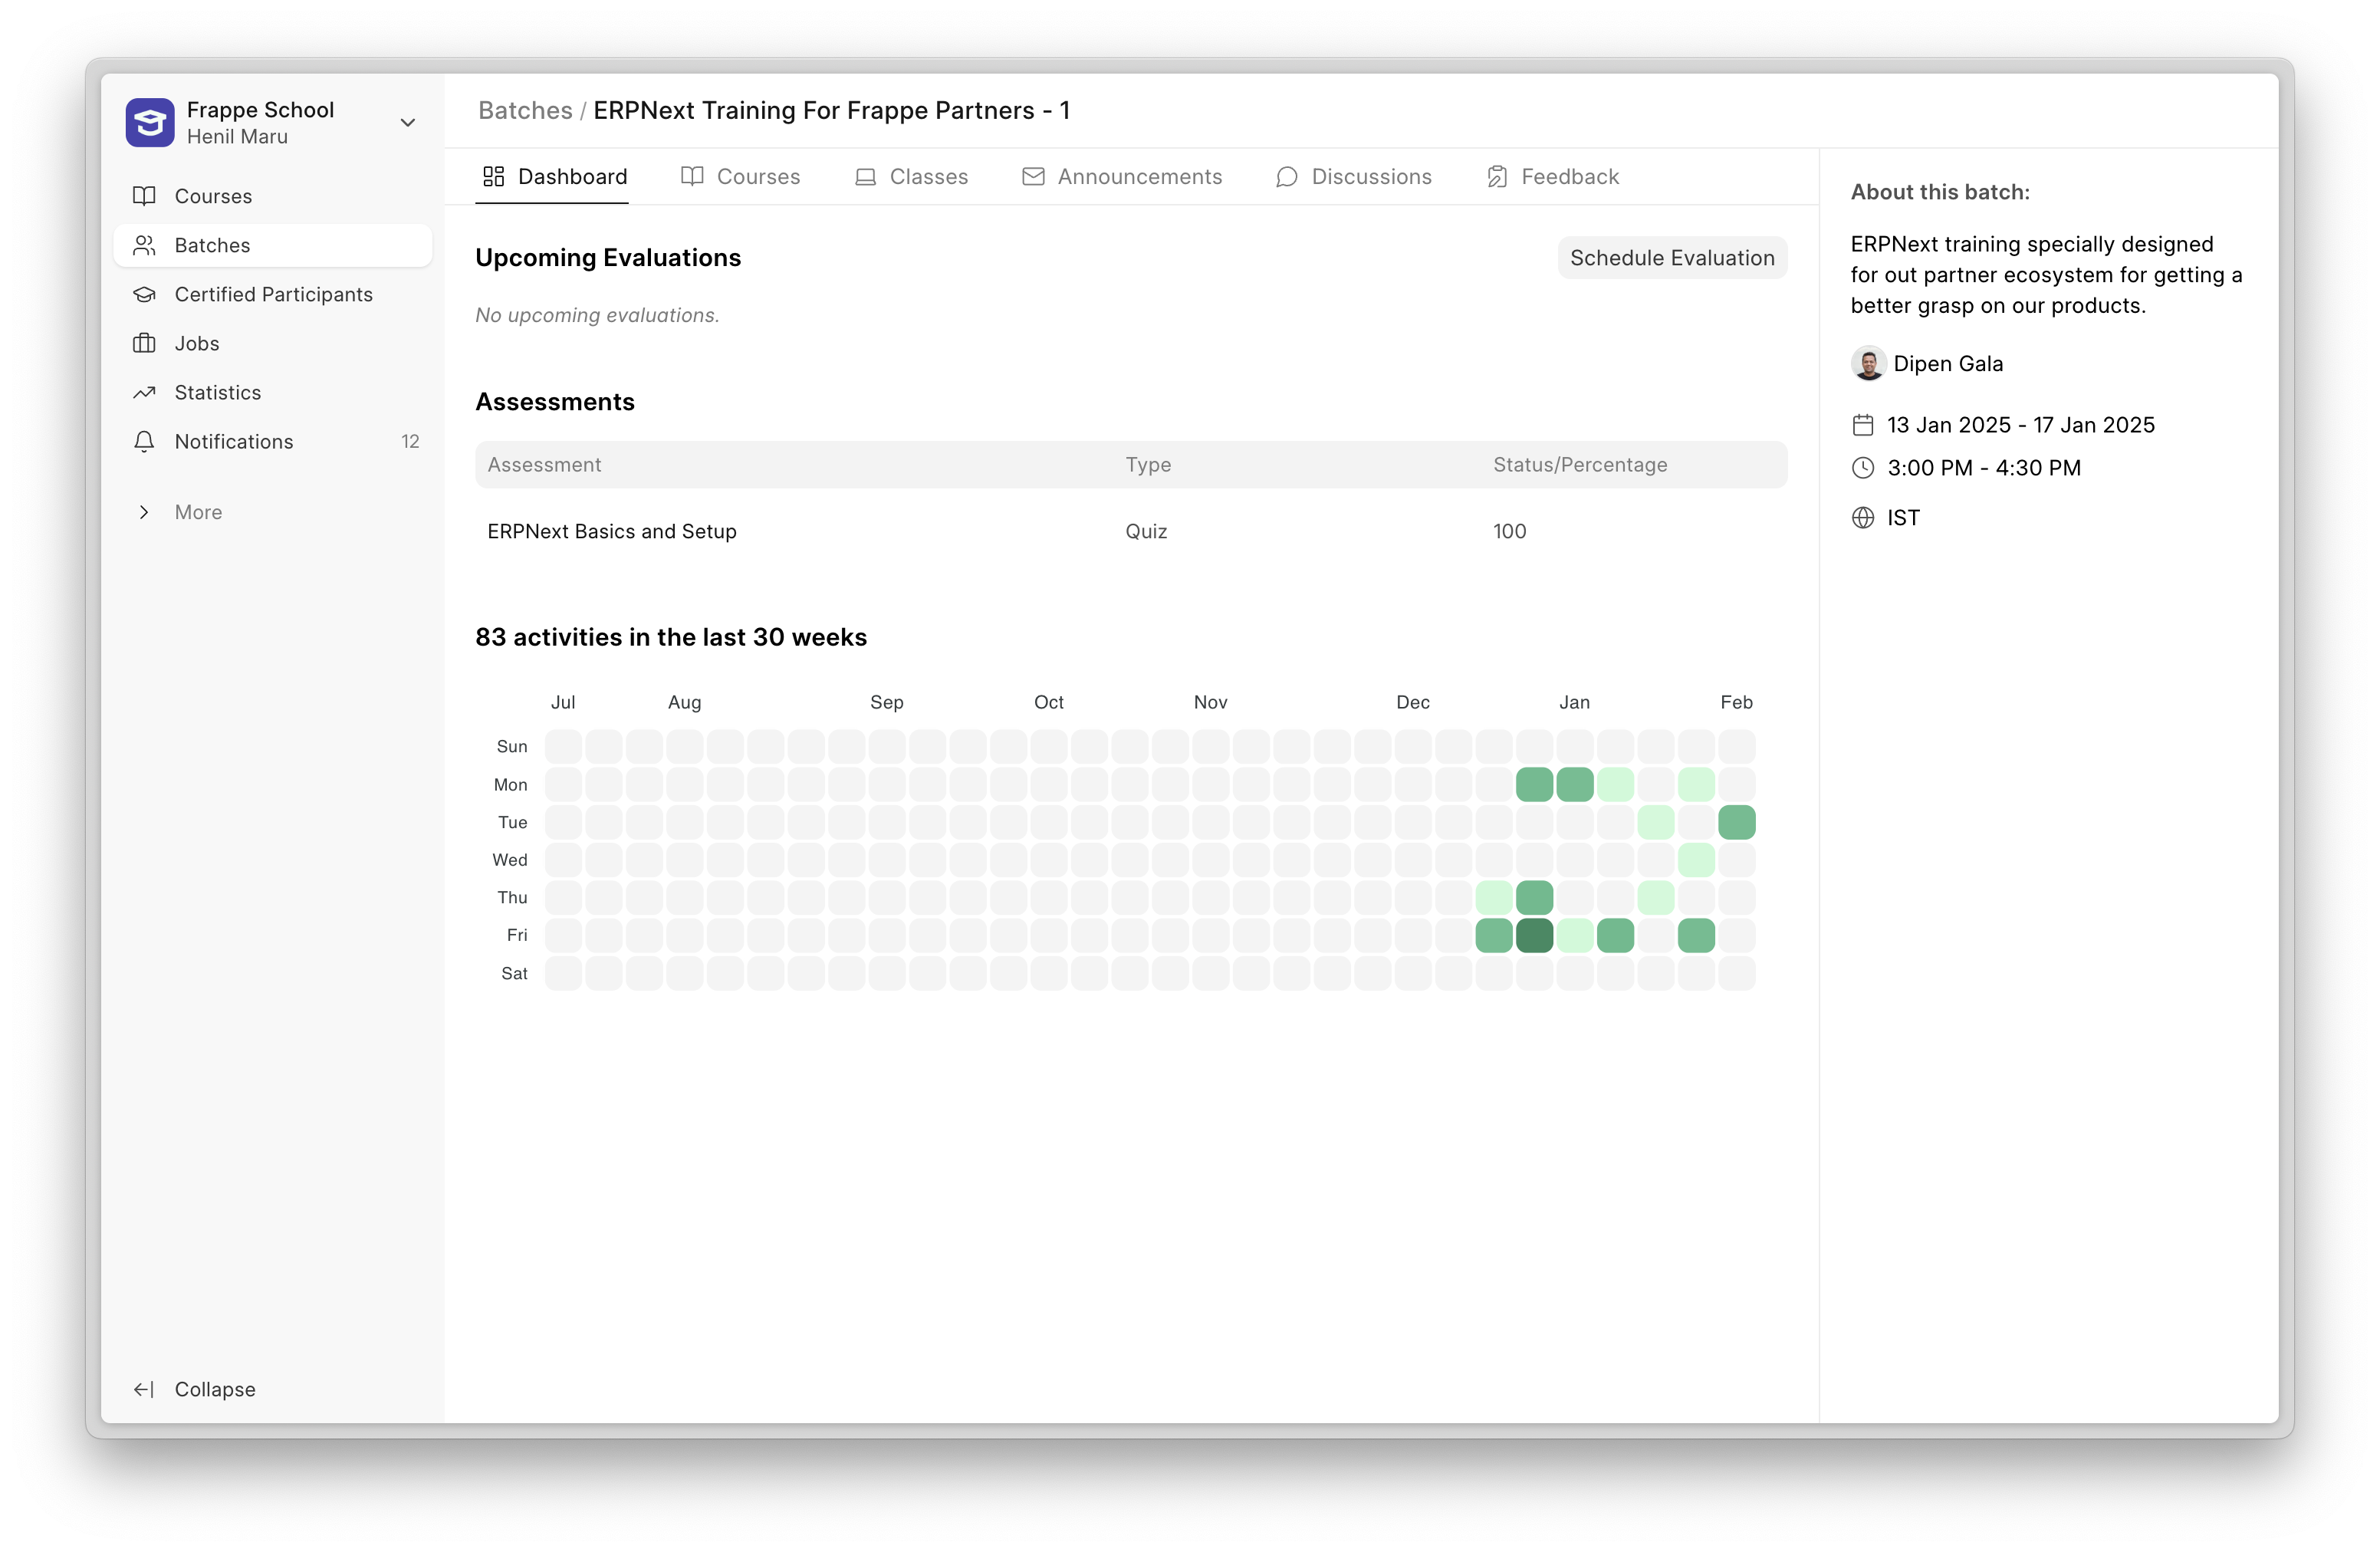 Frappe School
Henil Maru
Courses
Batches
Certified Participants
Jobs
Statistics
Notifications 12
More
Collapse
Batches / ERPNext Training For Frappe Partners - 1
Dashboard Courses Classes Announcements Discussions Feedback
Upcoming Evaluations Schedule Evaluation
No upcoming evaluations.
Assessments
Assessment Type Status/Percentage
ERPNext Basics and Setup Quiz 100
83 activities in the last 30 weeks
Jul Aug Sep Oct Nov Dec Jan Feb
Sun
Mon
Tue
Wed
Thu
Fri
Sat
About this batch:
ERPNext training specially designed
for out partner ecosystem for getting a
better grasp on our products.
Dipen Gala
13 Jan 2025 - 17 Jan 2025
3:00 PM - 4:30 PM
IST